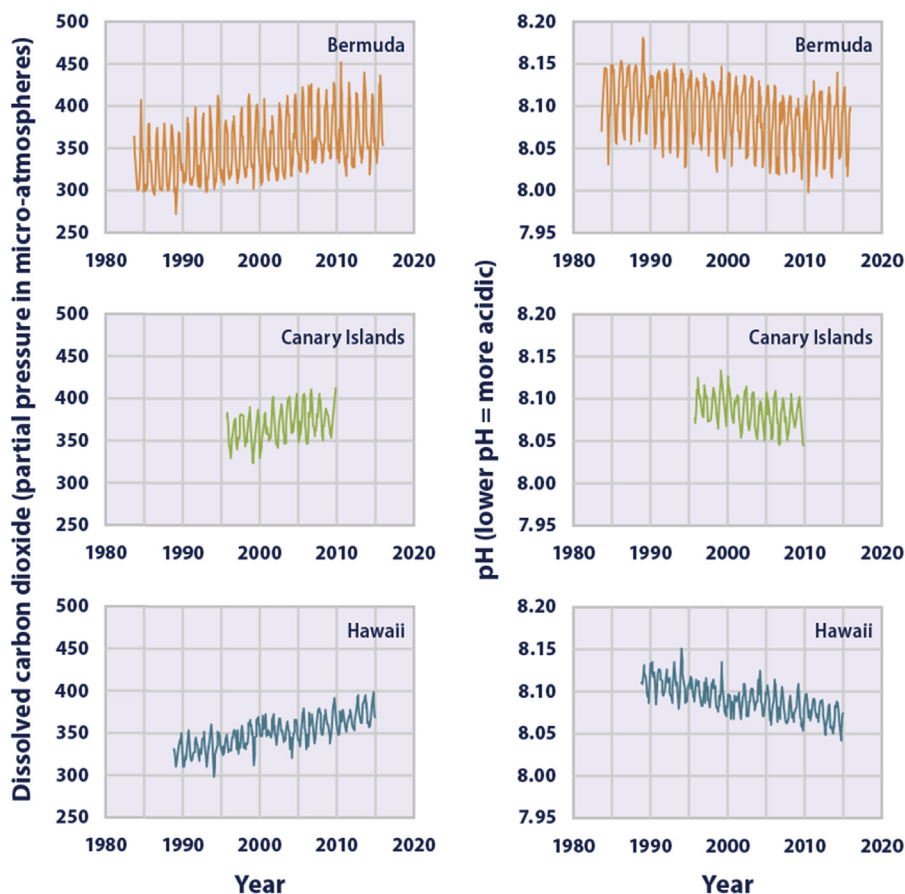 Dissolved carbon dioxide (partial pressure in micro-atmospheres)
500
450
400
350
300
250
Bermuda
1980 1990 2000 2010 2020
500
450
400
350
300
250
Canary Islands
1980 1990 2000 2010 2020
500
450
400
350
300
250
Hawaii
1980 1990 2000 2010 2020
Year
pH (lower pH = more acidic)
8.20
8.15
8.10
8.05
8.00
7.95
Bermuda
1980 1990 2000 2010 2020
8.20
8.15
8.10
8.05
8.00
7.95
Canary Islands
1980 1990 2000 2010 2020
8.20
8.15
8.10
8.05
8.00
7.95
Hawaii
1980 1990 2000 2010 2020
Year